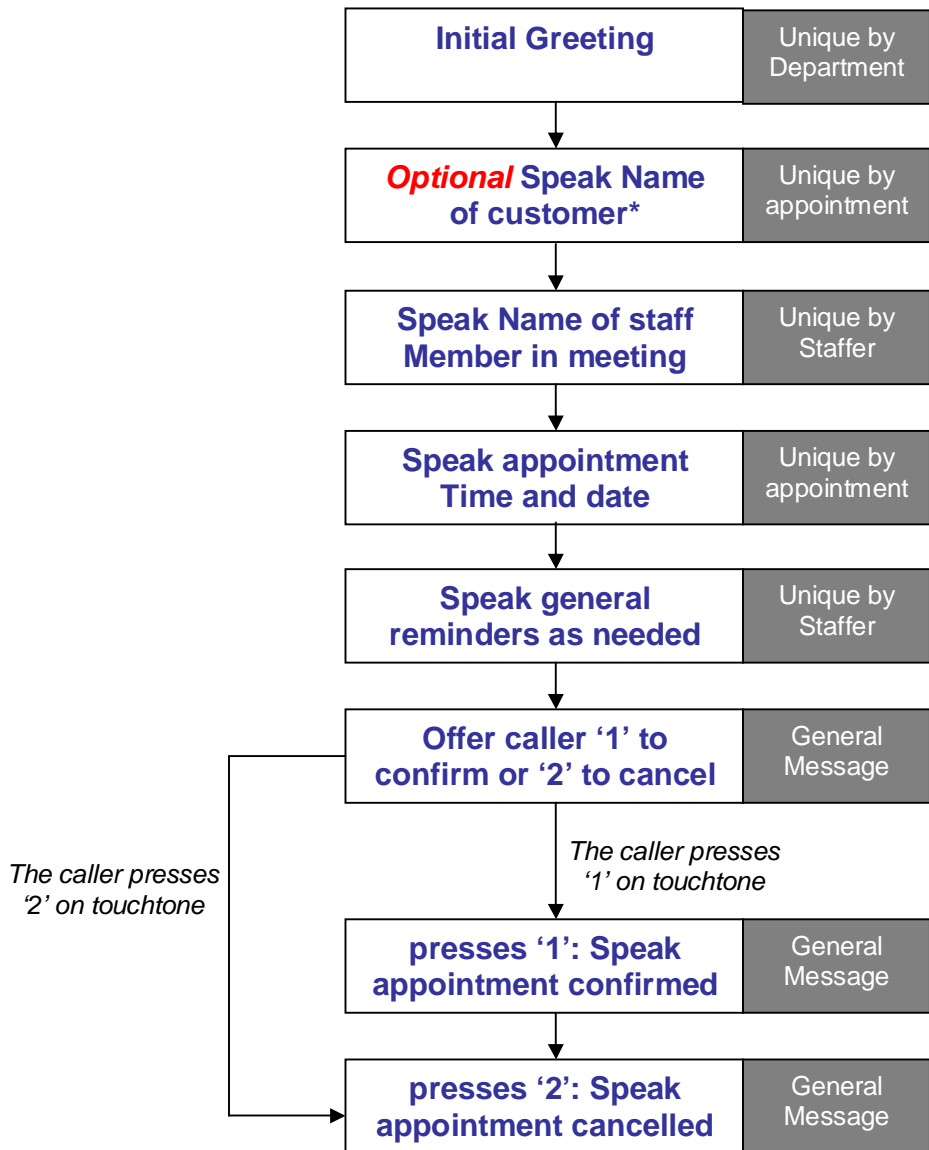 Initial Greeting
Unique by
Department
Optional Speak Name
of customer*
Unique by
appointment
Speak Name of staff
Member in meeting
Unique by
Staffer
Speak appointment
Time and date
Unique by
appointment
Speak general
reminders as needed
Unique by
Staffer
Offer caller ‘1’ to
confirm or ‘2’ to cancel
General
Message
The caller presses
‘2’ on touchtone
The caller presses
‘1’ on touchtone
presses ‘1’: Speak
appointment confirmed
General
Message
presses ‘2’: Speak
appointment cancelled
General
Message